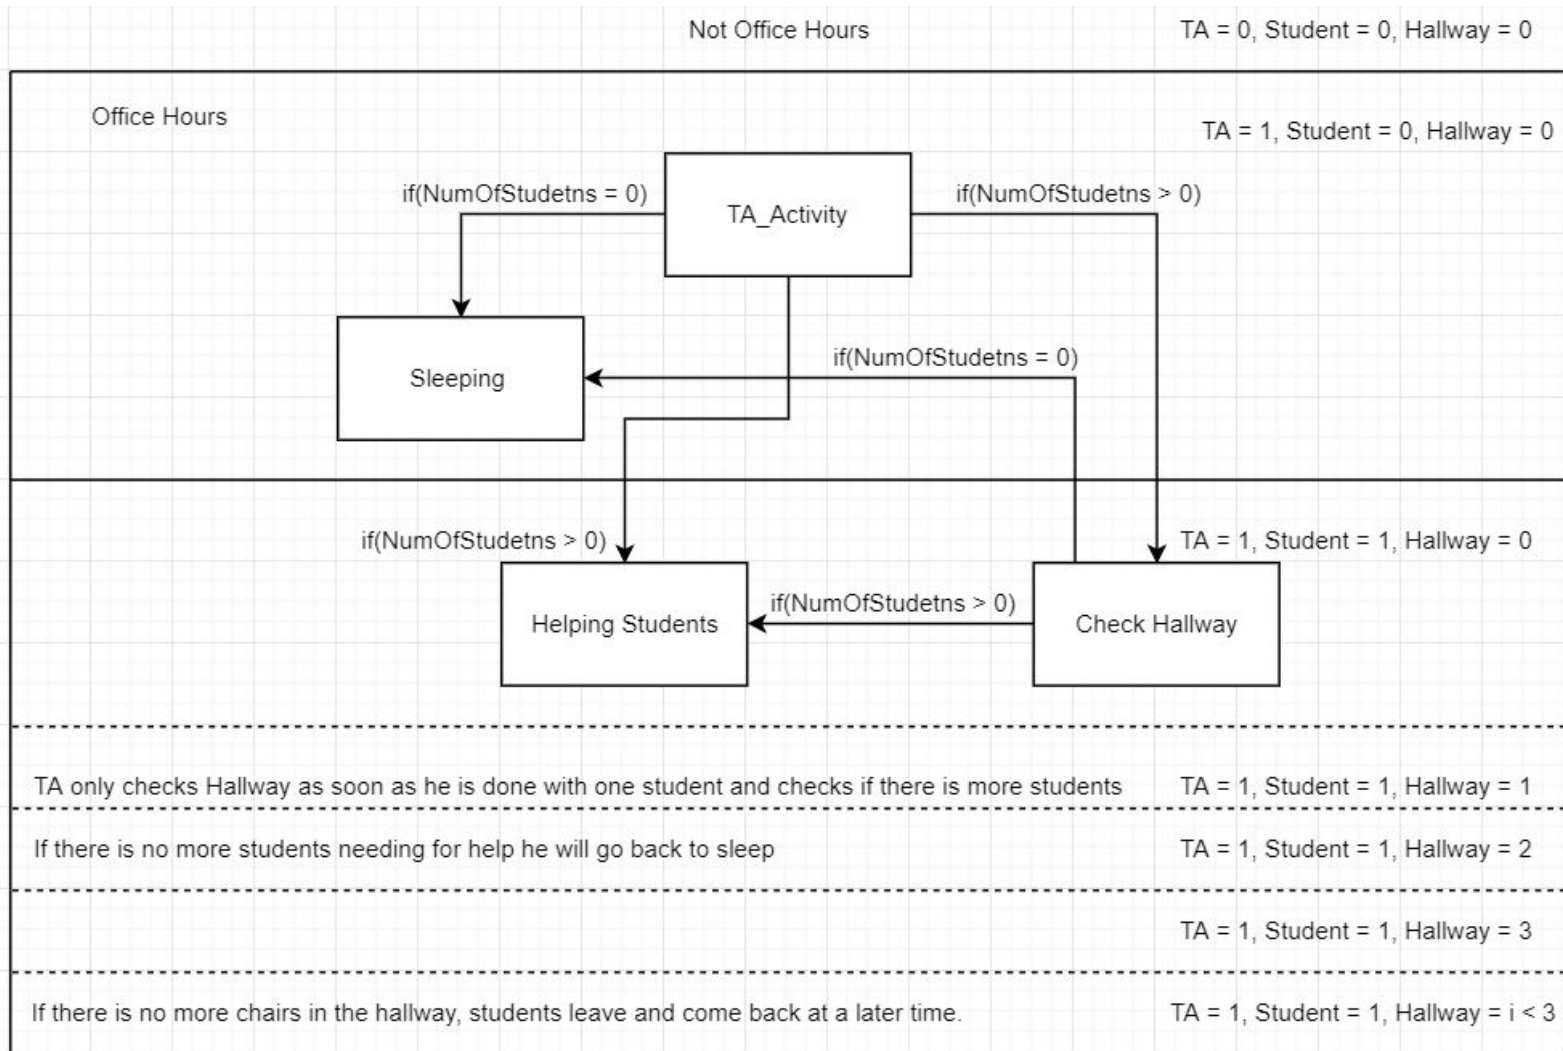 Not Office Hours
TA = 0, Student = 0, Hallway = 0
Office Hours
TA = 1, Student = 0, Hallway = 0
if(NumOfStudetns = 0)
TA_Activity
if(NumOfStudetns > 0)
Sleeping
if(NumOfStudetns = 0)
if(NumOfStudetns > 0)
TA = 1, Student = 1, Hallway = 0
Helping Students
if(NumOfStudetns > 0)
Check Hallway
TA only checks Hallway as soon as he is done with one student and checks if there is more students
TA = 1, Student = 1, Hallway = 1
If there is no more students needing for help he will go back to sleep
TA = 1, Student = 1, Hallway = 2
TA = 1, Student = 1, Hallway = 3
If there is no more chairs in the hallway, students leave and come back at a later time.
TA = 1, Student = 1, Hallway = i < 3